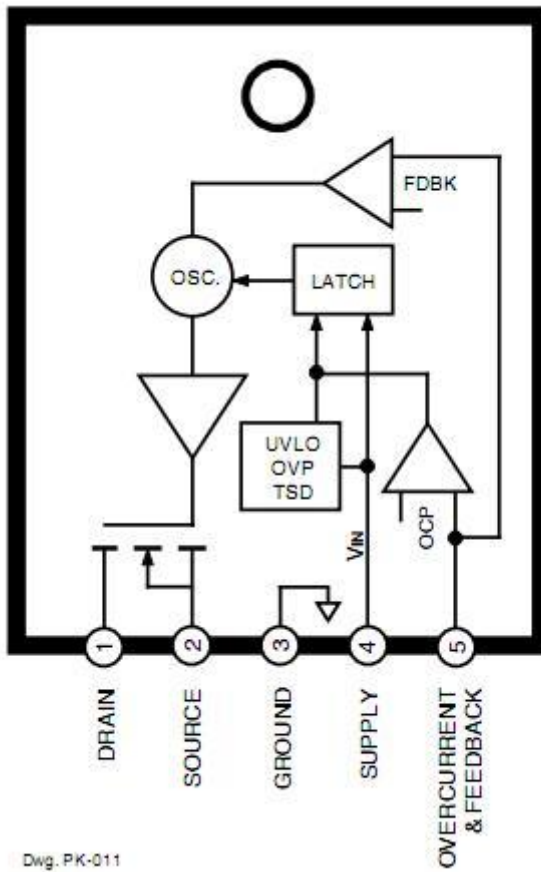 FDBK
OSC.
LATCH
UVLO
OVP
TSD
OCP
VIN
1
2
3
4
5
DRAIN
SOURCE
GROUND
SUPPLY
OVERCURRENT
& FEEDBACK
Dwg. PK-011